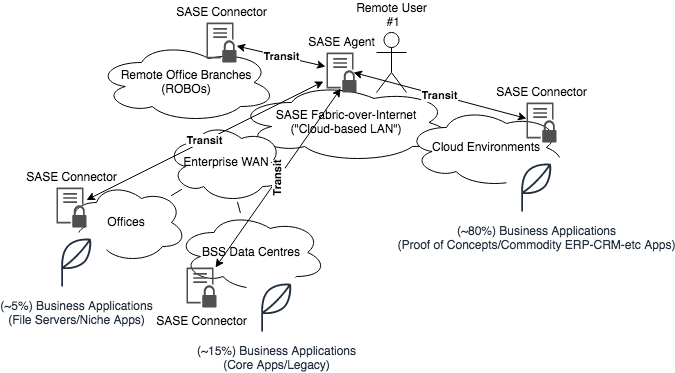 SASE Connector
Remote User
#1
SASE Agent
Transit
Remote Office Branches
(ROBOs)
Transit
SASE Connector
SASE Fabric-over-Internet
("Cloud-based LAN")
Transit
Cloud Environments
Enterprise WAN
Transit
SASE Connector
Offices
(~80%) Business Applications
(Proof of Concepts/Commodity ERP-CRM-etc Apps)
BSS Data Centres
(~5%) Business Applications
(File Servers/Niche Apps)
SASE Connector
(~15%) Business Applications
(Core Apps/Legacy)